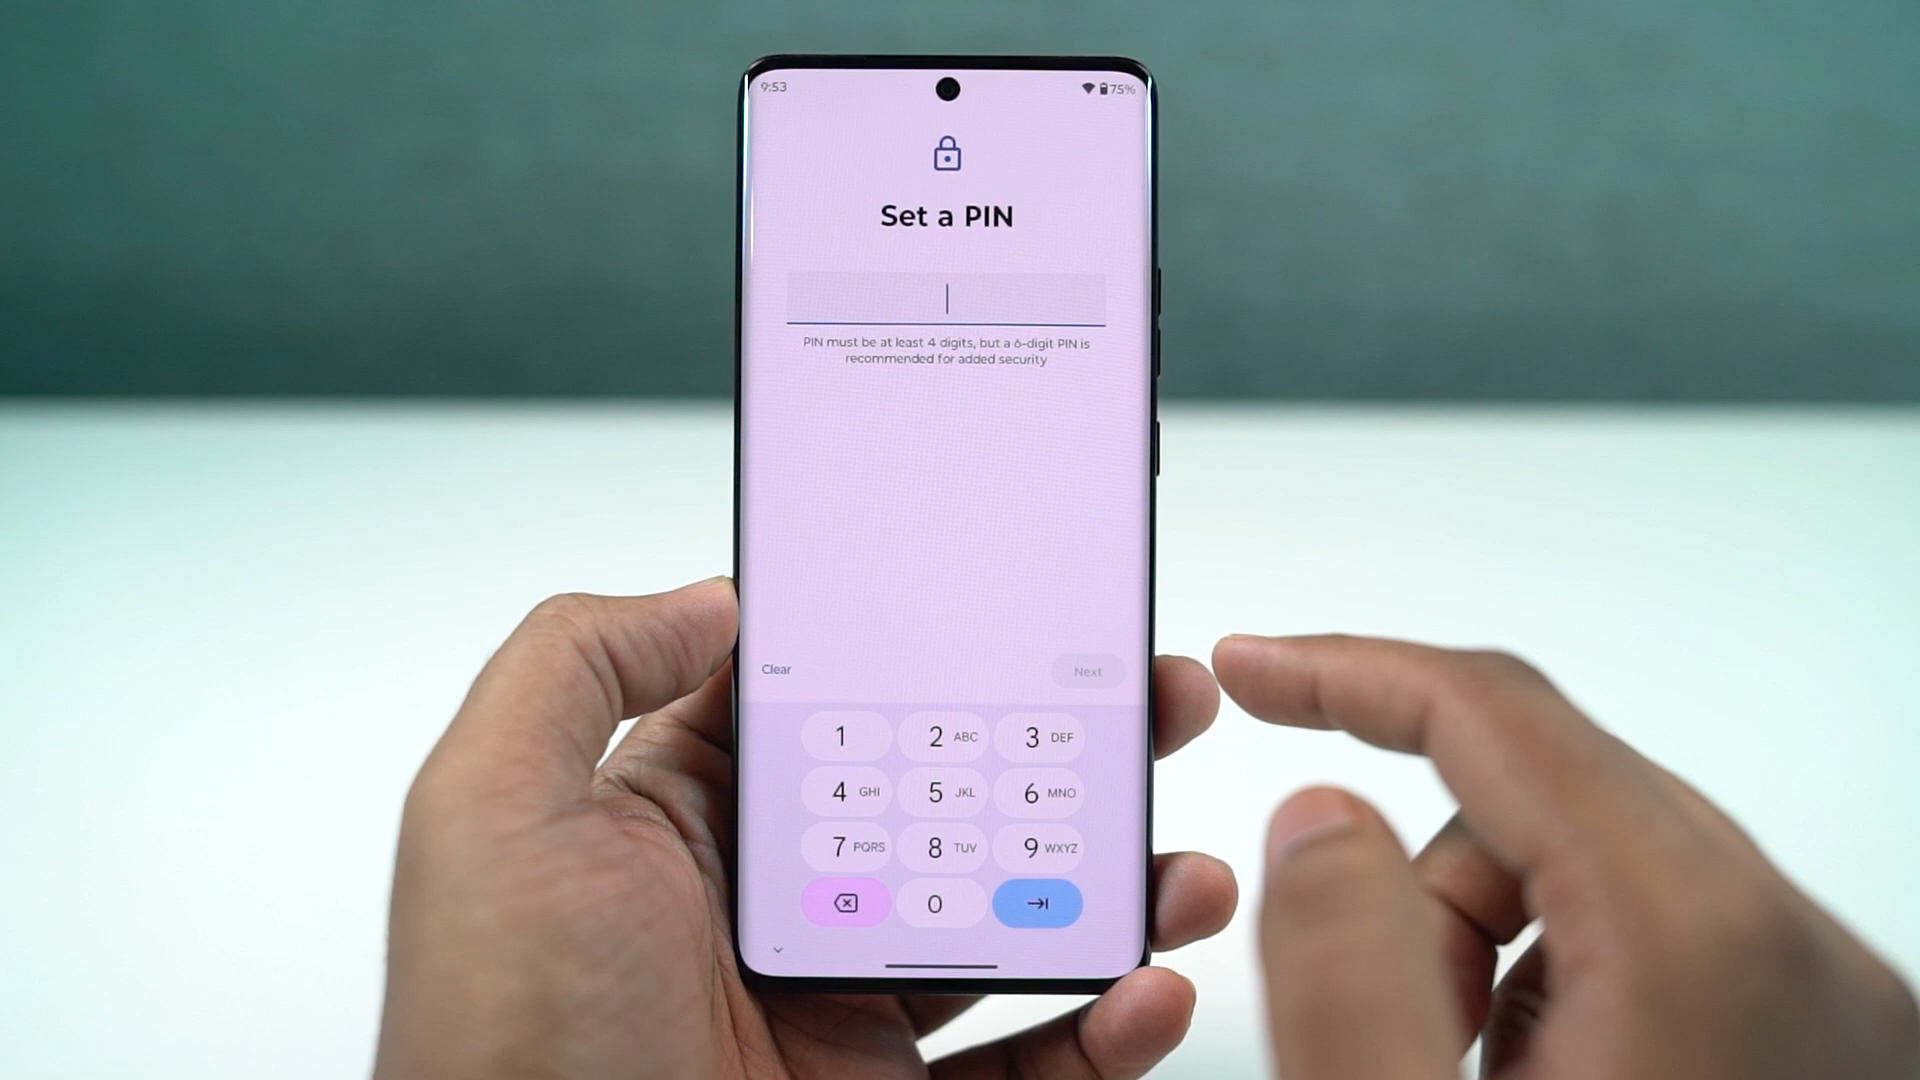 9:53
75%
Set a PIN
PIN must be at least 4 digits, but a 6-digit PIN is
recommended for added security
Clear
Next
1
2 ABC
3 DEF
4 GHI
5 JKL
6 MNO
7 PQRS
8 TUV
9 WXYZ
0